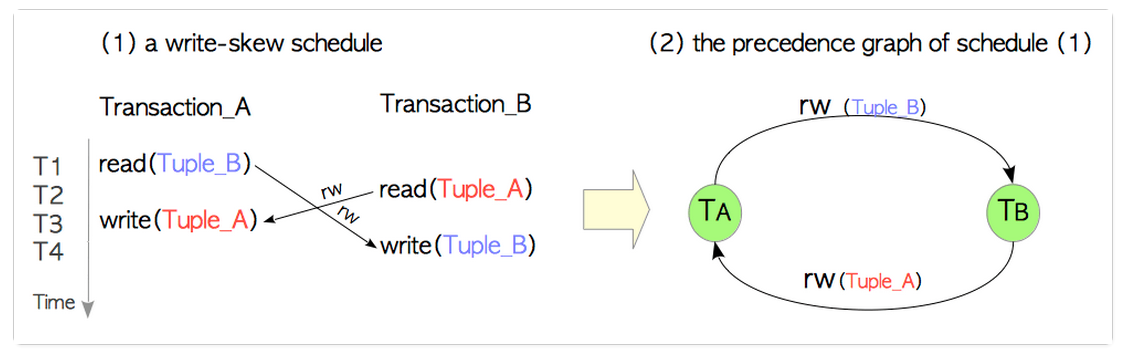 (1) a write-skew schedule
(2) the precedence graph of schedule (1)
Transaction_A
Transaction_B
T1
read(Tuple_B)
T2
rw
read(Tuple_A)
T3
write(Tuple_A)
rw
T4
write(Tuple_B)
Time
rw (Tuple_B)
TA
TB
rw(Tuple_A)